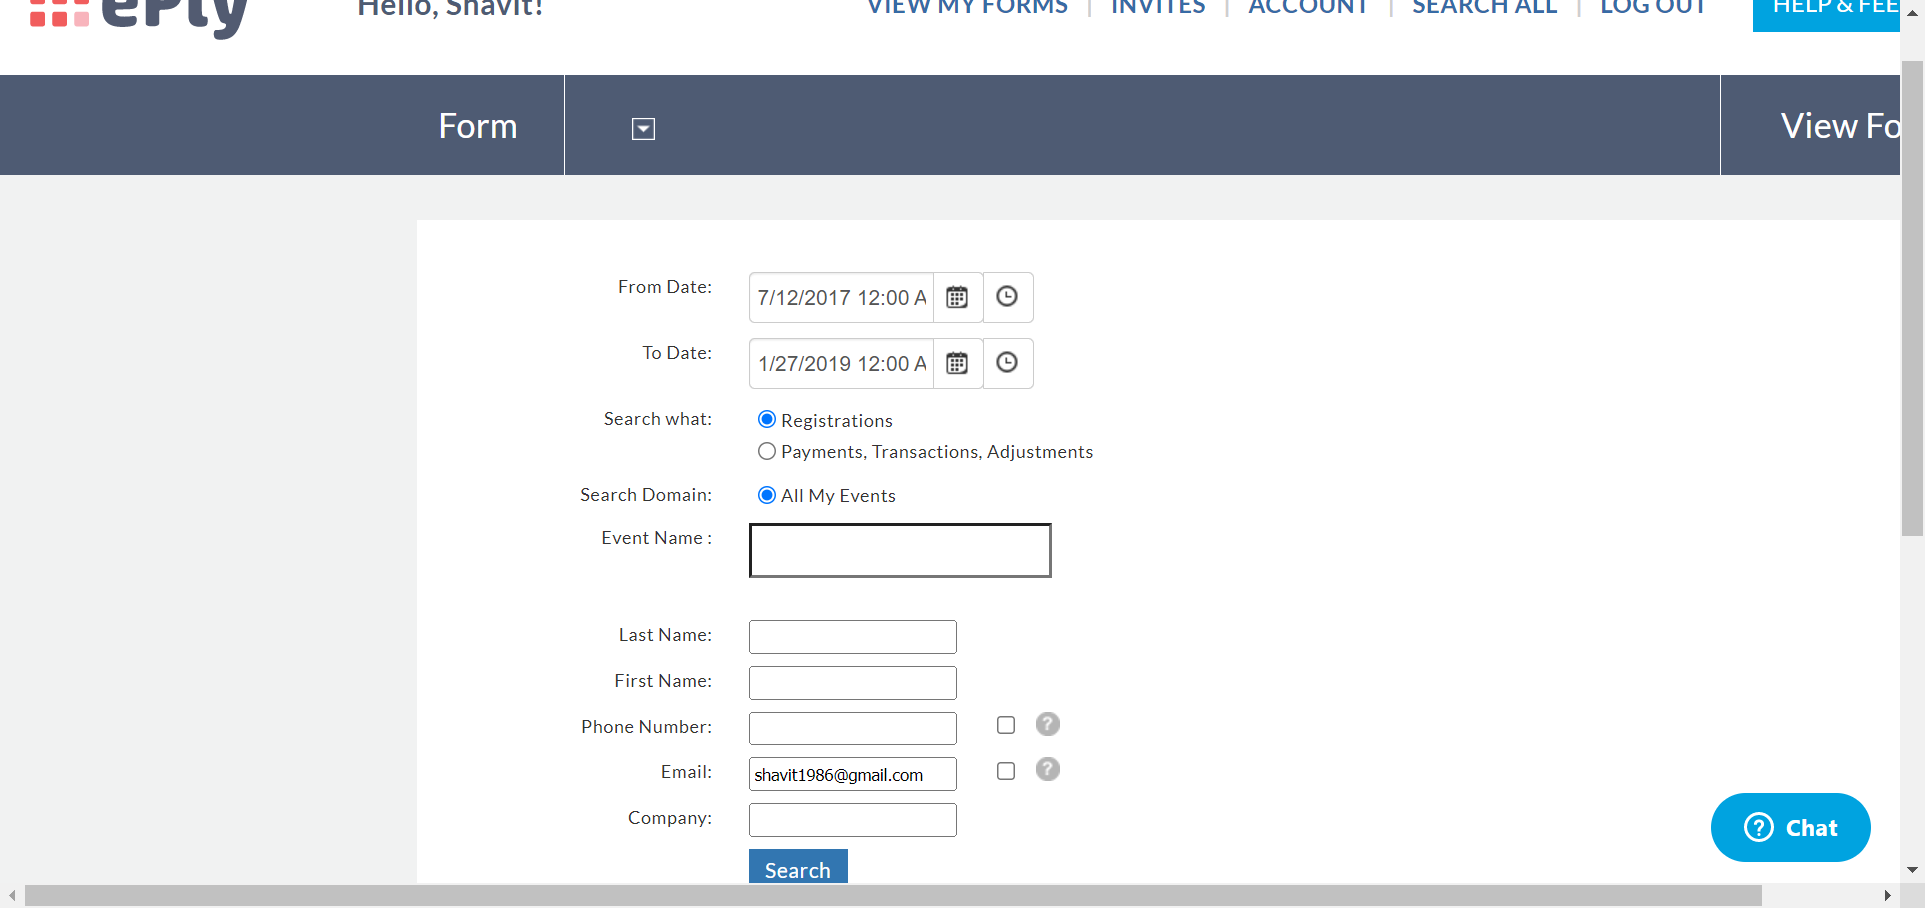 ePly
Hello, Shavit!
VIEW MY FORMS | INVITES | ACCOUNT | SEARCH ALL | LOG OUT
HELP & FEE
Form
View Fo
From Date:
7/12/2017 12:00 A
To Date:
1/27/2019 12:00 A
Search what:
Registrations
Payments, Transactions, Adjustments
Search Domain:
All My Events
Event Name :
Last Name:
First Name:
Phone Number:
?
Email:
shavit1986@gmail.com
?
Company:
Search
? Chat